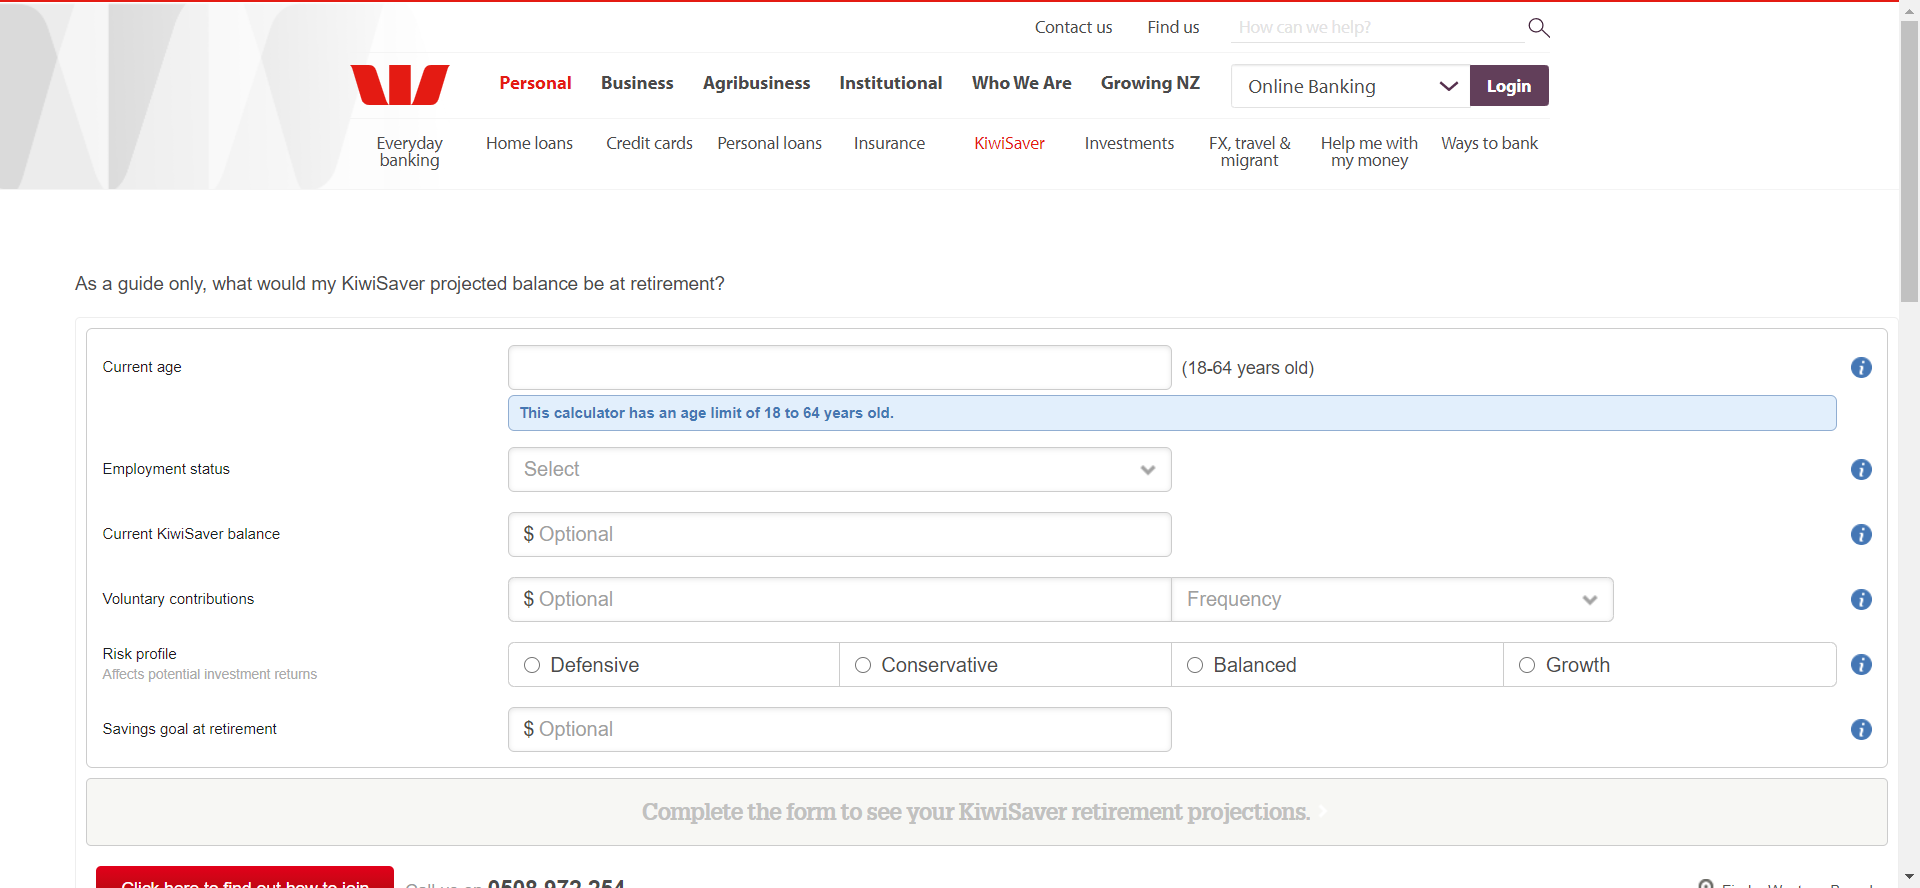 Contact us
Find us
How can we help?
Personal
Business
Agribusiness
Institutional
Who We Are
Growing NZ
Online Banking
Login
Everyday
banking
Home loans
Credit cards
Personal loans
Insurance
KiwiSaver
Investments
FX, travel &
migrant
Help me with
my money
Ways to bank
As a guide only, what would my KiwiSaver projected balance be at retirement?
Current age
(18-64 years old)
This calculator has an age limit of 18 to 64 years old.
Employment status
Select
Current KiwiSaver balance
$ Optional
Voluntary contributions
$ Optional
Frequency
Risk profile
Affects potential investment returns
Defensive
Conservative
Balanced
Growth
Savings goal at retirement
$ Optional
Complete the form to see your KiwiSaver retirement projections.
Click here to find out how to join
Call us on 0508 972 254